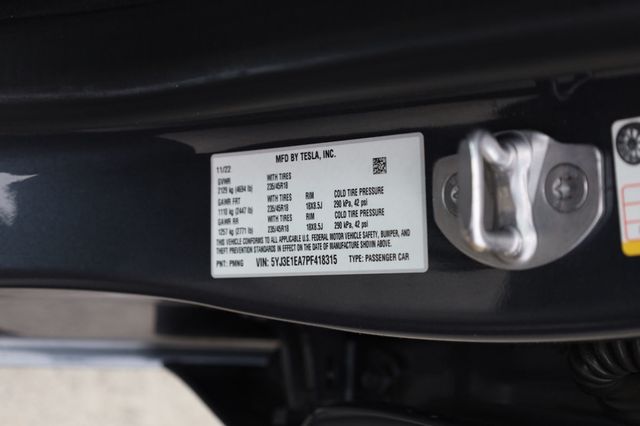 MFD BY TESLA, INC.
11/22
GVWR WITH TIRES
2129 kg (4694 lb) 235/45R18
GAWR FRT WITH TIRES RIM COLD TIRE PRESSURE
1110 kg (2447 lb) 235/45R18 18X8.5J 290 kPa, 42 psi
GAWR RR WITH TIRES RIM COLD TIRE PRESSURE
1257 kg (2771 lb) 235/45R18 18X8.5J 290 kPa, 42 psi
THIS VEHICLE CONFORMS TO ALL APPLICABLE U.S. FEDERAL MOTOR VEHICLE SAFETY, BUMPER, AND
THEFT PREVENTION STANDARDS IN EFFECT ON THE DATE OF MANUFACTURE SHOWN ABOVE.
PNT: PMNG VIN: 5YJ3E1EA7PF418315 TYPE: PASSENGER CAR